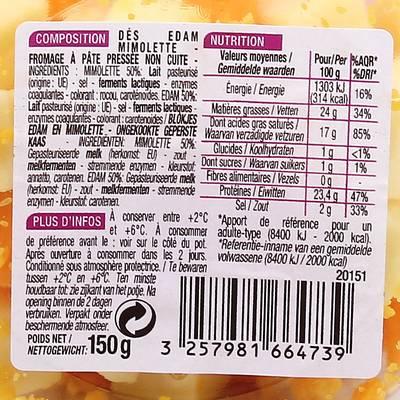 COMPOSITION DÉS EDAM
MIMOLETTE
FROMAGE À PÂTE PRESSÉE NON CUITE -
INGRÉDIENTS : MIMOLETTE 50%: Lait pasteurisé
(origine : UE) - sel - ferments lactiques - enzymes
coagulantes - colorant : rocou, caroténoïdes. EDAM 50%:
Lait pasteurisé (origine : UE) - sel - ferments lactiques -
enzymes coagulantes - colorant : caroténoïdes / BLOKJES
EDAM EN MIMOLETTE - ONGEKOOKTE GEPERSTE
KAAS - INGREDIËNTEN: MIMOLETTE 50%:
Gepasteuriseerde melk (herkomst: EU) - zout -
melkfermenten - stremmende enzymen - kleurstof:
annatto, caroteen. EDAM 50%: Gepasteuriseerde melk
(herkomst: EU) - zout - melkfermenten - stremmende
enzymen - kleurstof: caroteen.
NUTRITION
Valeurs moyennes / Pour/Per %AQR*
Gemiddelde waarden 100 g %DRI*
Energie / Energie 1303 kJ (314 kcal) 16%
Matières grasses / Vetten 24 g 34%
Dont acides gras saturés /
Waarvan verzadigde vetzuren 17 g 85%
Glucides / Koolhydraten 1 g <1%
Dont sucres / Waarvan suikers 1 g 1%
Fibres alimentaires / Vezels 0 g -
Protéines / Eiwitten 23,4 g 47%
Sel / Zout 2 g 33%
*Apport de référence pour un
adulte-type (8400 kJ - 2000 kcal).
*Referentie-inname van een gemiddelde
volwassene (8400 kJ / 2000 kcal)
20151
PLUS D'INFOS À conserver entre +2°C
et +6°C. À consommer
de préférence avant le : voir sur le côté du pot.
Après ouverture à consommer dans les 2 jours.
Conditionné sous atmosphère protectrice. / Te bewaren
tussen +2°C en +6°C. Ten minste
houdbaar tot: zie zijkant van het potje. Na
opening binnen de 2 dagen
verbruiken. Verpakt onder
beschermende atmosfeer.
POIDS NET /
NETTOGEWICHT: 150 g
3 257981 664739